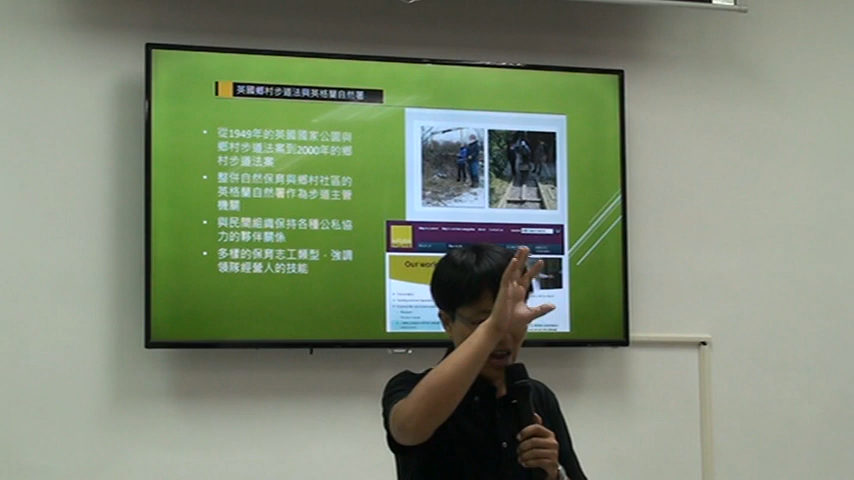 英國鄉村步道法與英格蘭自然署
從1949年的英國國家公園與
鄉村步道法案到2000年的鄉
村步道法案
整併自然保育與鄉村社區的
英格蘭自然署作為步道主管
機關
與民間組織保持各種公私協
力的夥伴關係
多樣的保育志工類型，強調
領隊經營人的技能
Our wo